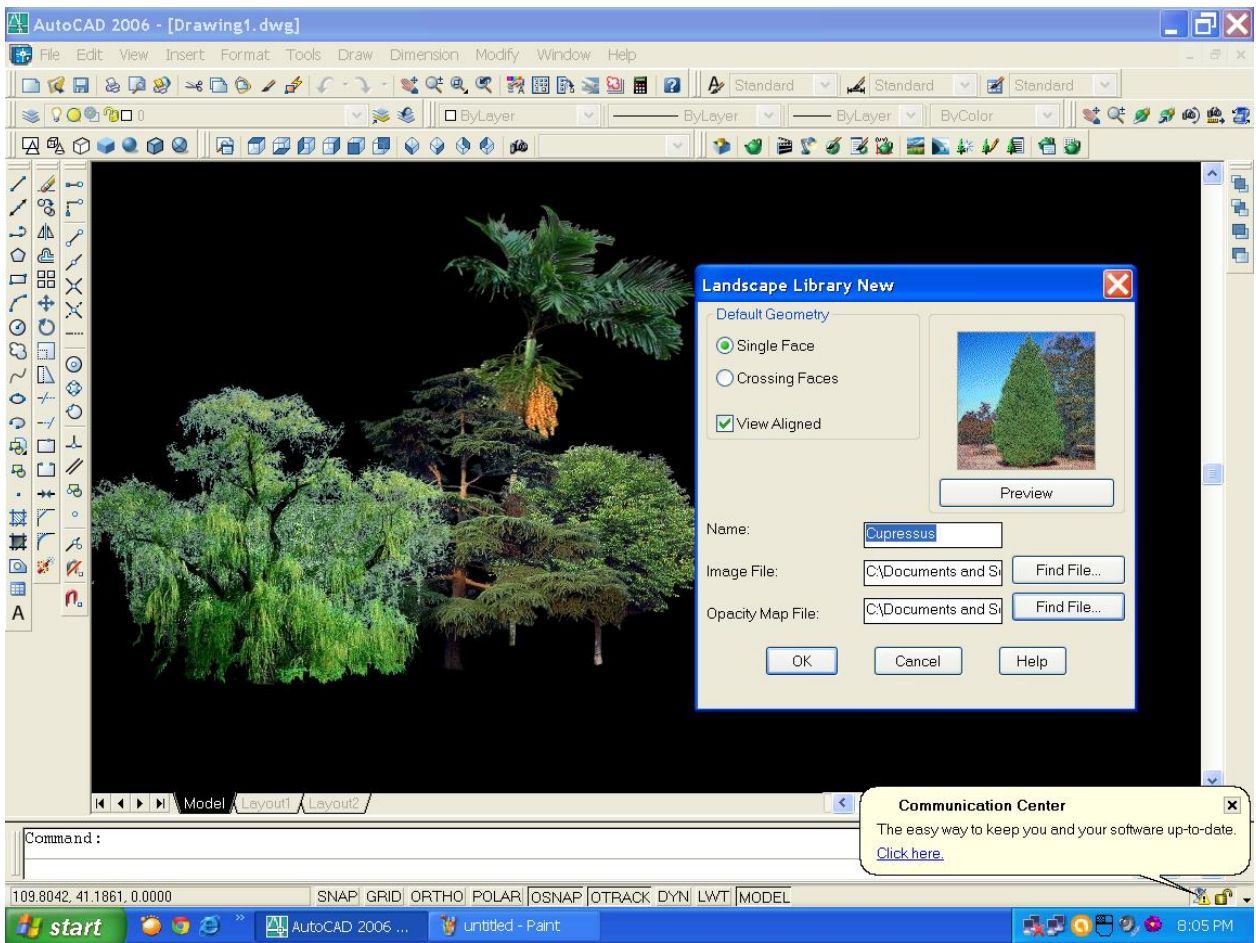 AutoCAD 2006 - [Drawing1.dwg]
File Edit View Insert Format Tools Draw Dimension Modify Window Help
Standard Standard Standard
0 ByLayer ByLayer ByLayer ByColor
Landscape Library New
Default Geometry
Single Face
Crossing Faces
View Aligned
Preview
Name: Cupressus
Image File: C:\Documents and S Find File...
Opacity Map File: C:\Documents and S Find File...
OK Cancel Help
A
Model Layout1 Layout2
Communication Center
The easy way to keep you and your software up-to-date.
Click here.
Command:
109.8042, 41.1861, 0.0000 SNAP GRID ORTHO POLAR OSNAP OTRACK DYN LWT MODEL
start AutoCAD 2006 ... untitled - Paint 8:05 PM